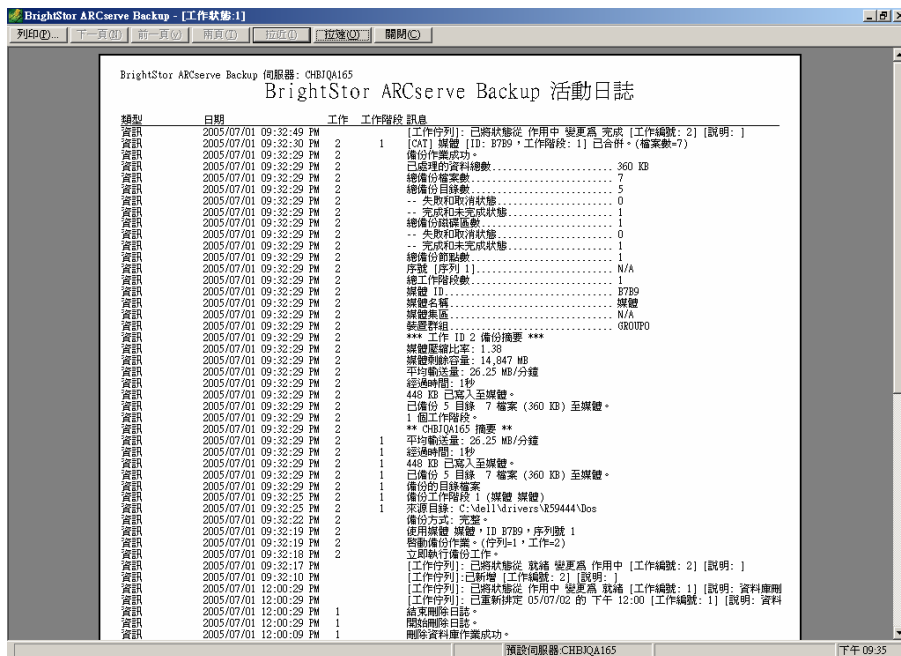 BrightStor ARCserve Backup - [工作狀態:1]
列印(P)... 下一頁(N) 前一頁(V) 兩頁(T) 拉近(I) 拉遠(O) 關閉(C)
BrightStor ARCserve Backup 伺服器: CHBJQA165
BrightStor ARCserve Backup 活動日誌
類型 日期 工作 工作階段 訊息
資訊 2005/07/01 09:32:49 PM [工作佇列]: 已將狀態從 作用中 變更為 完成 [工作編號: 2] [說明: ]
資訊 2005/07/01 09:32:30 PM 2 1 [CAT] 媒體 [ID: B7B9，工作階段: 1] 已合併。(檔案數=7)
資訊 2005/07/01 09:32:29 PM 2 備份作業成功。
資訊 2005/07/01 09:32:29 PM 2 已處理的資料總數........................ 360 KB
資訊 2005/07/01 09:32:29 PM 2 總備份檔案數............................ 7
資訊 2005/07/01 09:32:29 PM 2 總備份目錄數............................ 5
資訊 2005/07/01 09:32:29 PM 2 -- 失敗和取消狀態....................... 0
資訊 2005/07/01 09:32:29 PM 2 -- 完成和未完成狀態..................... 1
資訊 2005/07/01 09:32:29 PM 2 總備份磁碟區數.......................... 1
資訊 2005/07/01 09:32:29 PM 2 -- 失敗和取消狀態....................... 0
資訊 2005/07/01 09:32:29 PM 2 -- 完成和未完成狀態..................... 1
資訊 2005/07/01 09:32:29 PM 2 總備份節點數............................ 1
資訊 2005/07/01 09:32:29 PM 2 序號 [序列 1]........................... N/A
資訊 2005/07/01 09:32:29 PM 2 總工作階段數............................ 1
資訊 2005/07/01 09:32:29 PM 2 媒體 ID................................. B7B9
資訊 2005/07/01 09:32:29 PM 2 媒體名稱................................ 媒體
資訊 2005/07/01 09:32:29 PM 2 媒體集區................................ N/A
資訊 2005/07/01 09:32:29 PM 2 裝置群組................................ GROUP0
資訊 2005/07/01 09:32:29 PM 2 *** 工作 ID 2 備份摘要 ***
資訊 2005/07/01 09:32:29 PM 2 媒體壓縮比率: 1.38
資訊 2005/07/01 09:32:29 PM 2 媒體剩餘容量: 14,847 MB
資訊 2005/07/01 09:32:29 PM 2 平均輸送量: 26.25 MB/分鐘
資訊 2005/07/01 09:32:29 PM 2 經過時間: 1秒
資訊 2005/07/01 09:32:29 PM 2 448 KB 已寫入至媒體。
資訊 2005/07/01 09:32:29 PM 2 已備份 5 目錄 7 檔案 (360 KB) 至媒體。
資訊 2005/07/01 09:32:29 PM 2 1 個工作階段。
資訊 2005/07/01 09:32:29 PM 2 ** CHBJQA165 摘要 **
資訊 2005/07/01 09:32:29 PM 2 1 平均輸送量: 26.25 MB/分鐘
資訊 2005/07/01 09:32:29 PM 2 1 經過時間: 1秒
資訊 2005/07/01 09:32:29 PM 2 1 448 KB 已寫入至媒體。
資訊 2005/07/01 09:32:29 PM 2 1 已備份 5 目錄 7 檔案 (360 KB) 至媒體。
資訊 2005/07/01 09:32:29 PM 2 1 備份的目錄檔案
資訊 2005/07/01 09:32:25 PM 2 1 備份工作階段 1 (媒體 媒體)
資訊 2005/07/01 09:32:25 PM 2 1 來源目錄: C:\dell\drivers\R59444\Dos
資訊 2005/07/01 09:32:22 PM 2 備份方式: 完整。
資訊 2005/07/01 09:32:19 PM 2 使用媒體 媒體，ID B7B9，序列號 1
資訊 2005/07/01 09:32:19 PM 2 啟動備份作業。(佇列=1，工作=2)
資訊 2005/07/01 09:32:18 PM 2 立即執行備份工作。
資訊 2005/07/01 09:32:17 PM [工作佇列]: 已將狀態從 就緒 變更為 作用中 [工作編號: 2] [說明: ]
資訊 2005/07/01 09:32:10 PM [工作佇列]:已新增 [工作編號: 2] [說明: ]
資訊 2005/07/01 12:00:29 PM [工作佇列]: 已將狀態從 作用中 變更為 就緒 [工作編號: 1] [說明: 資料庫刪
資訊 2005/07/01 12:00:29 PM [工作佇列]: 已重新排定 05/07/02 的 下午 12:00 [工作編號: 1] [說明: 資料
資訊 2005/07/01 12:00:29 PM 1 結束刪除日誌。
資訊 2005/07/01 12:00:29 PM 1 開始刪除日誌。
資訊 2005/07/01 12:00:09 PM 1 刪除資料庫作業成功。
預設伺服器:CHBJQA165 下午 09:35